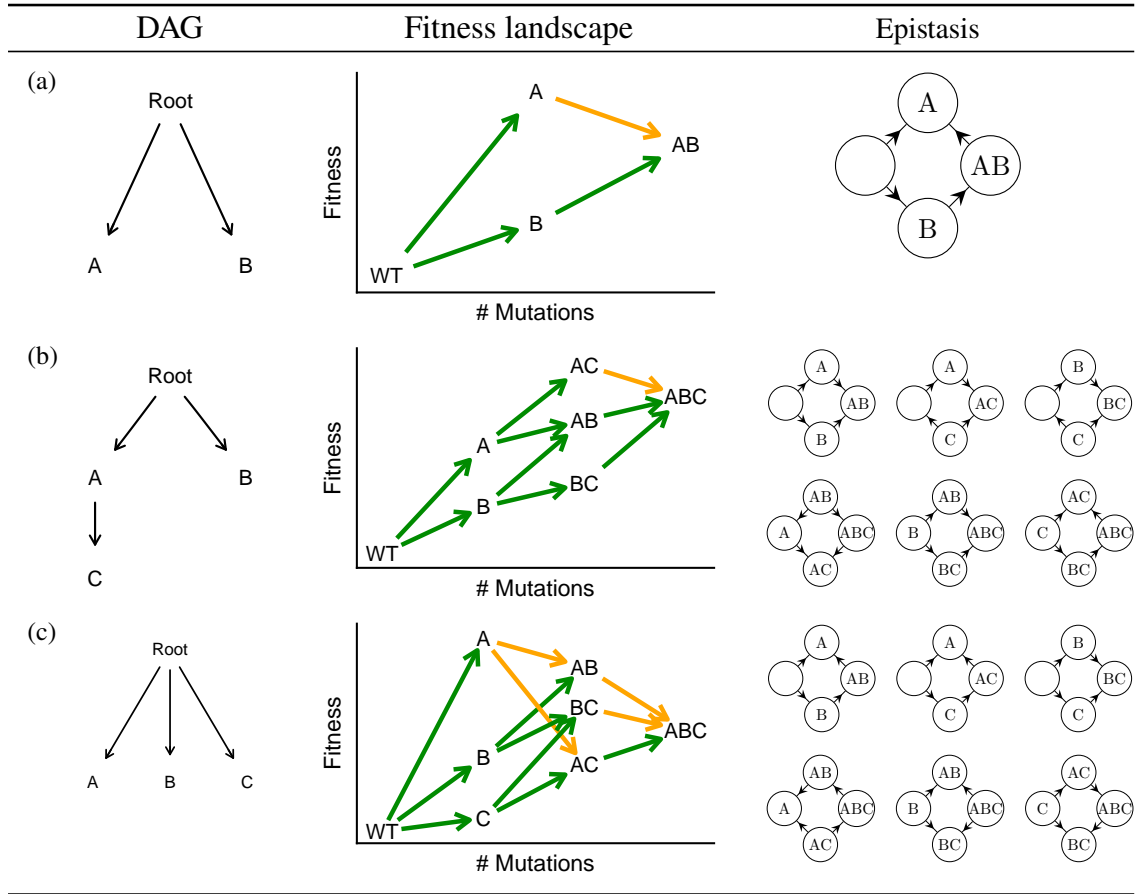 DAG Fitness landscape Epistasis
(a)
Root
A B
Fitness
A
AB
B
WT
# Mutations
A
AB
B
(b)
Root
A B
C
Fitness
AC
ABC
AB
A
BC
B
WT
# Mutations
A A B
AB AC BC
B C C
AB AB AC
A ABC B ABC C ABC
AC BC BC
(c)
Root
A B C
Fitness
A
AB
BC
ABC
B
AC
C
WT
# Mutations
A A B
AB AC BC
B C C
AB AB AC
A ABC B ABC C ABC
AC BC BC